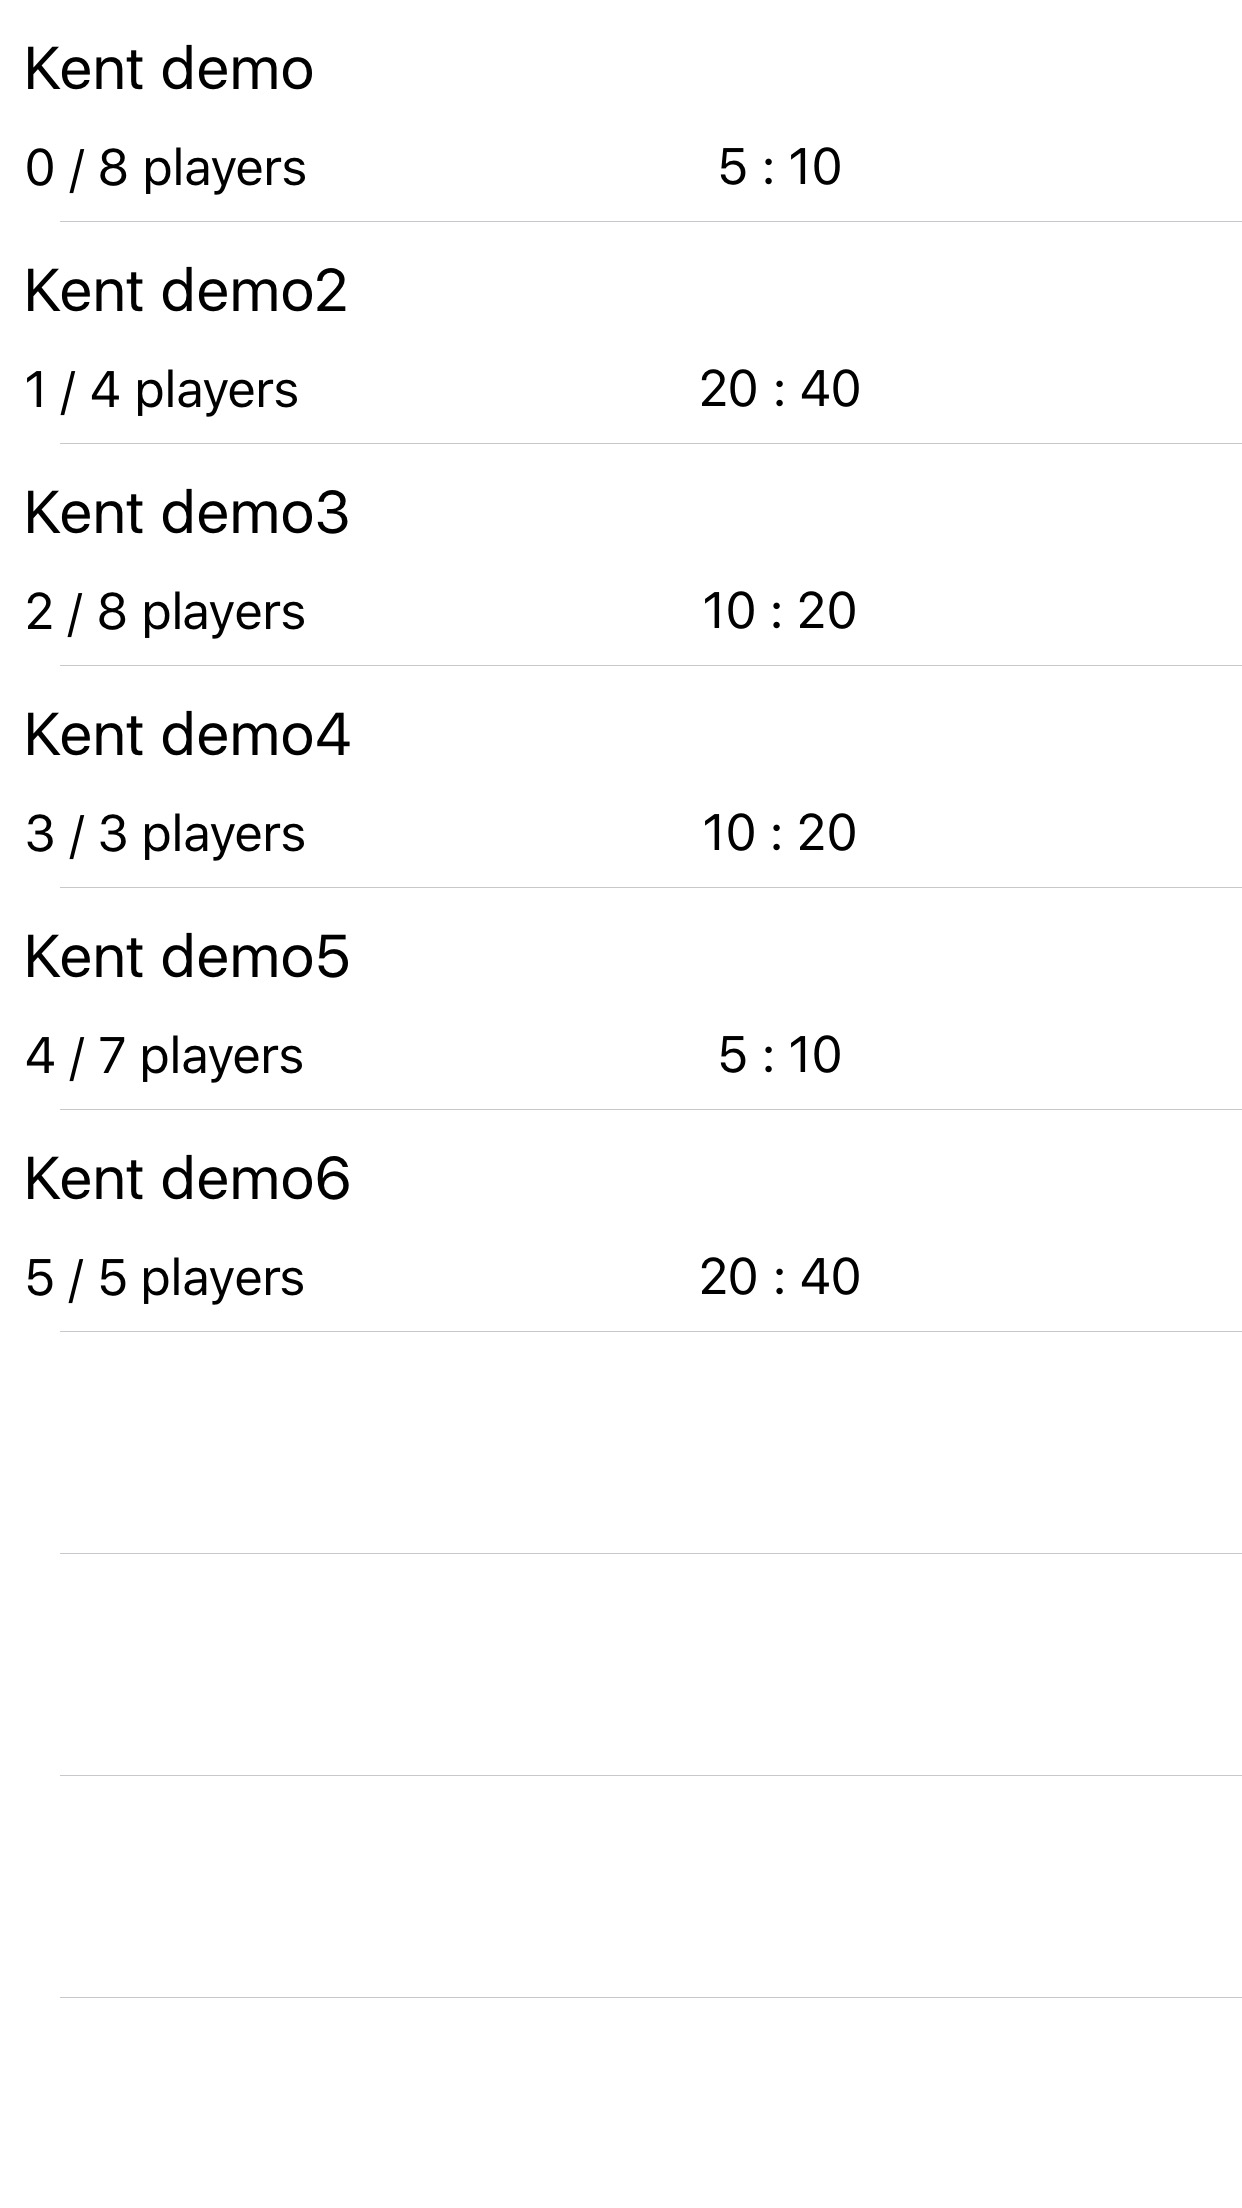 Kent demo
0 / 8 players 5 : 10
Kent demo2
1 / 4 players 20 : 40
Kent demo3
2 / 8 players 10 : 20
Kent demo4
3 / 3 players 10 : 20
Kent demo5
4 / 7 players 5 : 10
Kent demo6
5 / 5 players 20 : 40